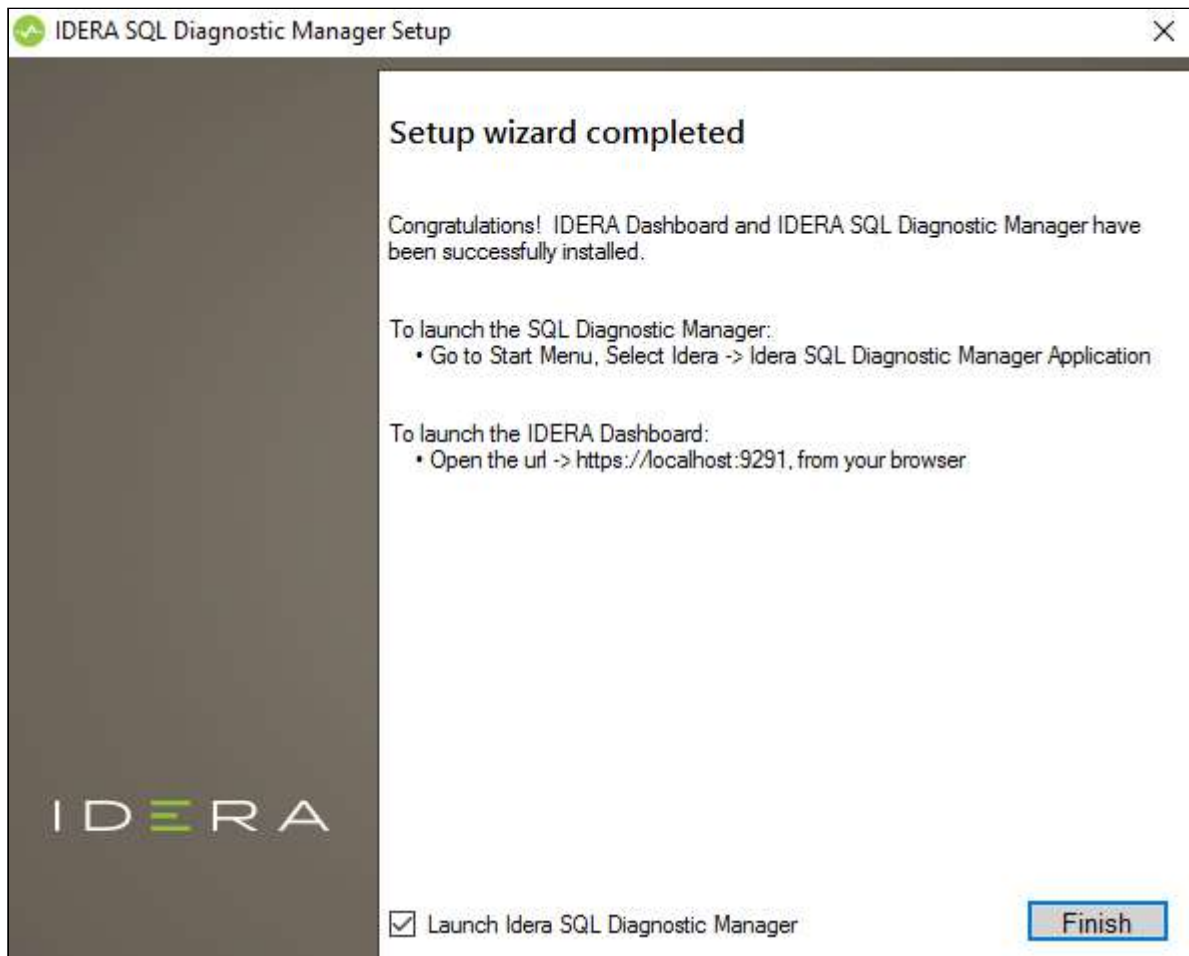 IDERA SQL Diagnostic Manager Setup
Setup wizard completed
Congratulations! IDERA Dashboard and IDERA SQL Diagnostic Manager have
been successfully installed.
To launch the SQL Diagnostic Manager:
• Go to Start Menu, Select Idera -> Idera SQL Diagnostic Manager Application
To launch the IDERA Dashboard:
• Open the url -> https://localhost:9291, from your browser
IDERA
Launch Idera SQL Diagnostic Manager
Finish